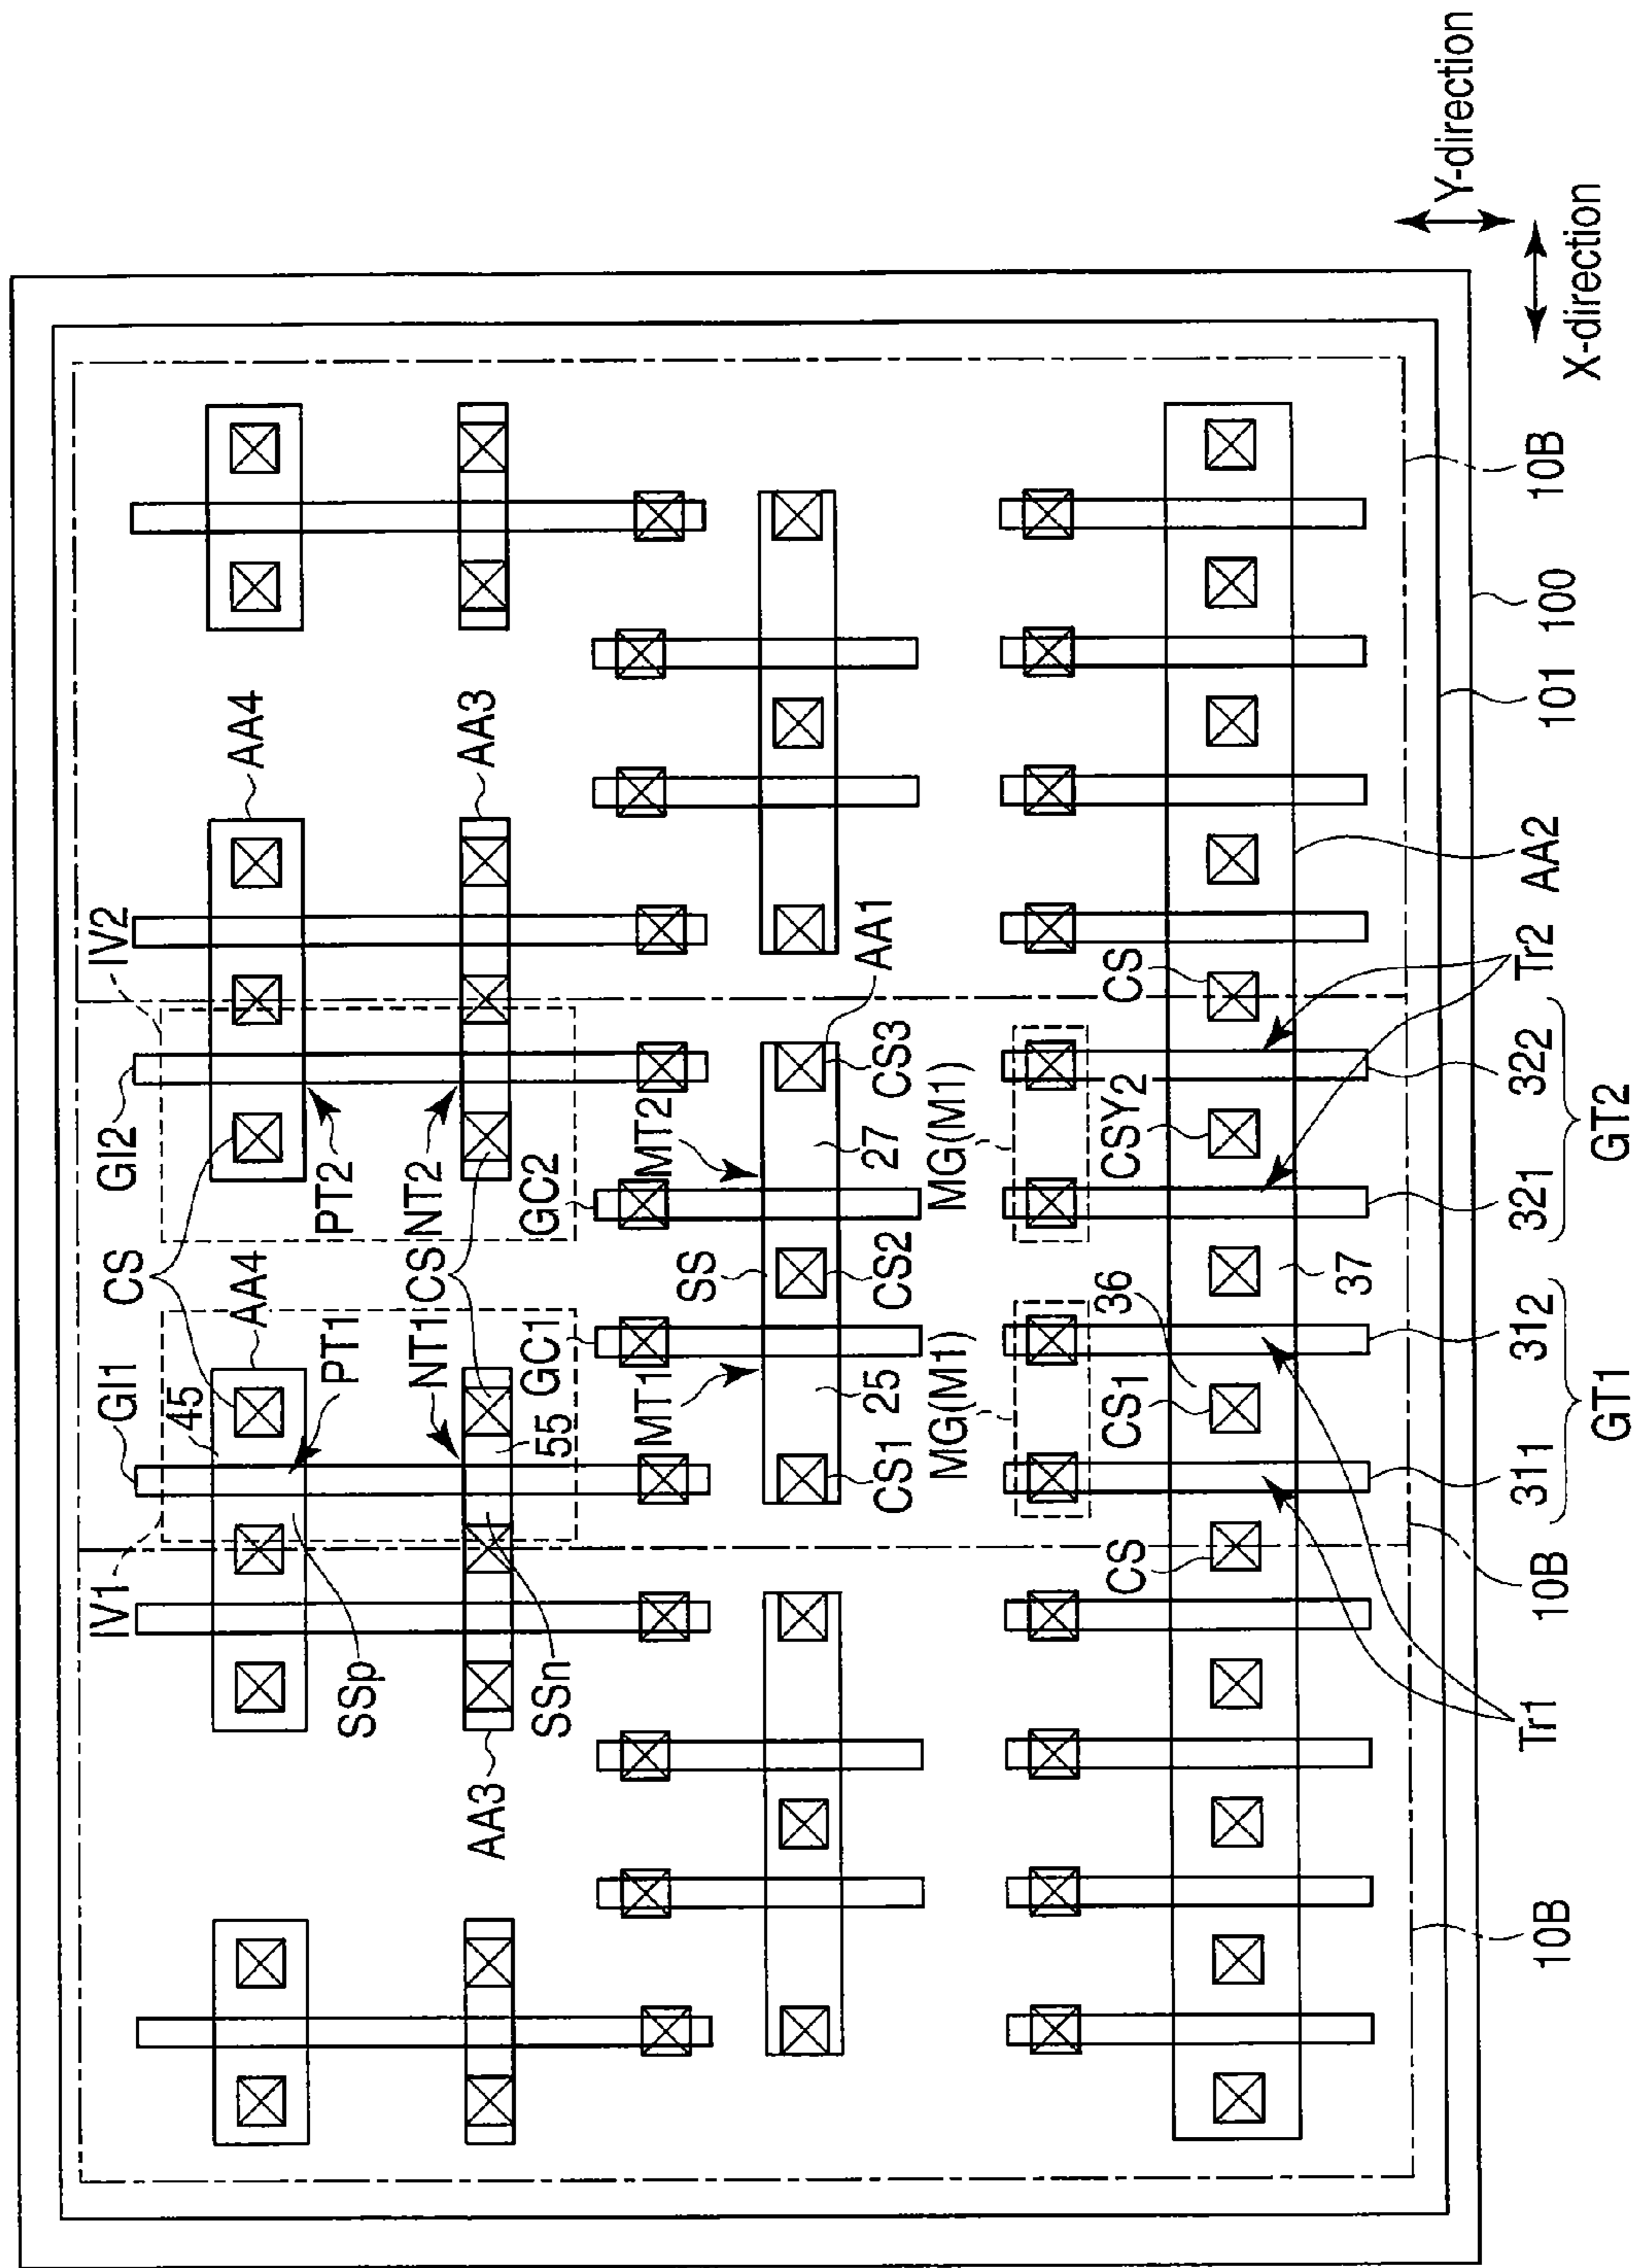 IV1
GI1
CS
GI2
IV2
45
AA4
AA4
SSp
PT1
PT2
AA3
NT1
CS
NT2
AA3
SSn
55
GC1
GC2
MT1
SS
MT2
25
27
CS1
CS2
CS3
AA1
MG(M1)
MG(M1)
CS
CS1
36
CSY2
CS
37
10B
Tr1
10B
311
312
321
322
Tr2
AA2
101
100
10B
GT1
GT2
Y-direction
X-direction